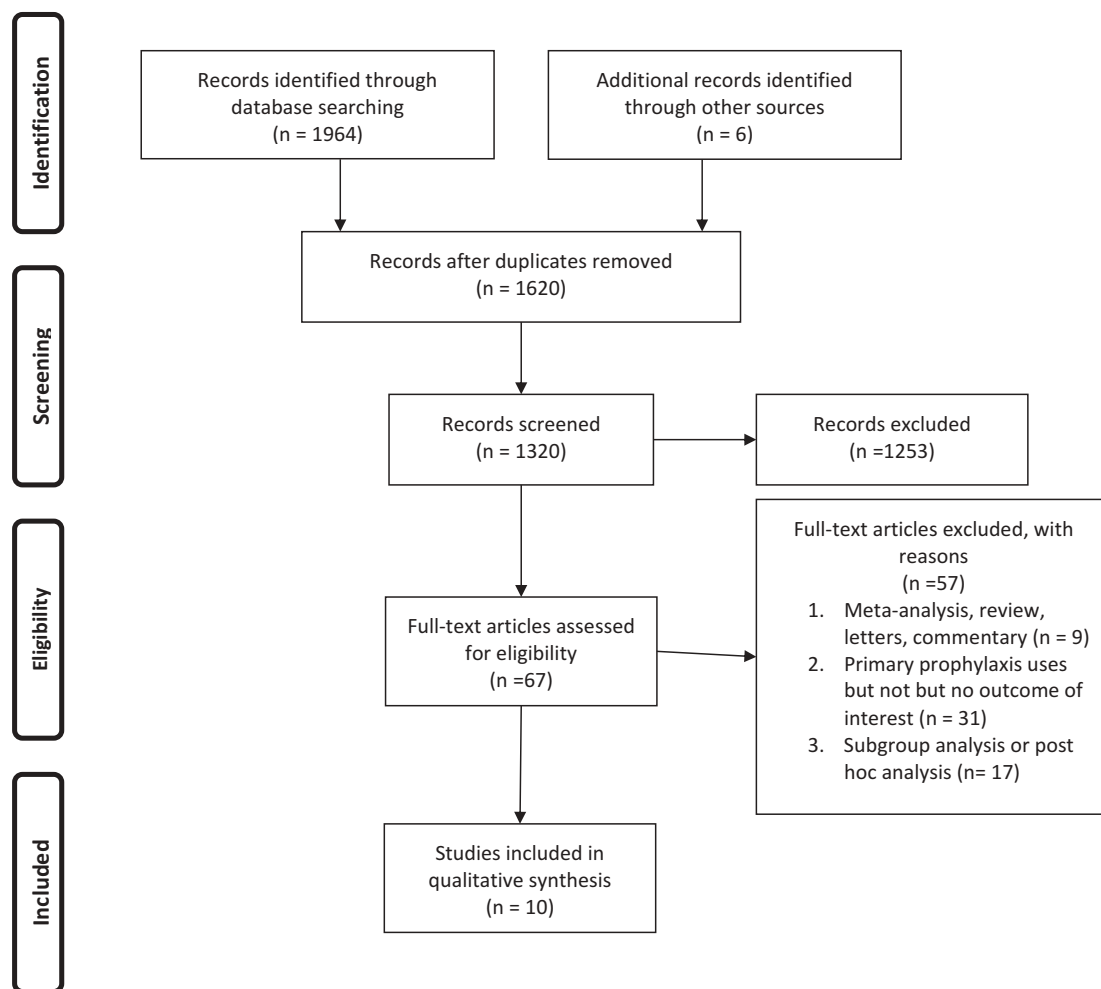 Identification
Records identified through
database searching
(n = 1964)
Additional records identified
through other sources
(n = 6)
Records after duplicates removed
(n = 1620)
Screening
Records screened
(n = 1320)
Records excluded
(n =1253)
Eligibility
Full-text articles assessed
for eligibility
(n =67)
Full-text articles excluded, with
reasons
(n =57)
1. Meta-analysis, review,
letters, commentary (n = 9)
2. Primary prophylaxis uses
but not but no outcome of
interest (n = 31)
3. Subgroup analysis or post
hoc analysis (n= 17)
Included
Studies included in
qualitative synthesis
(n = 10)